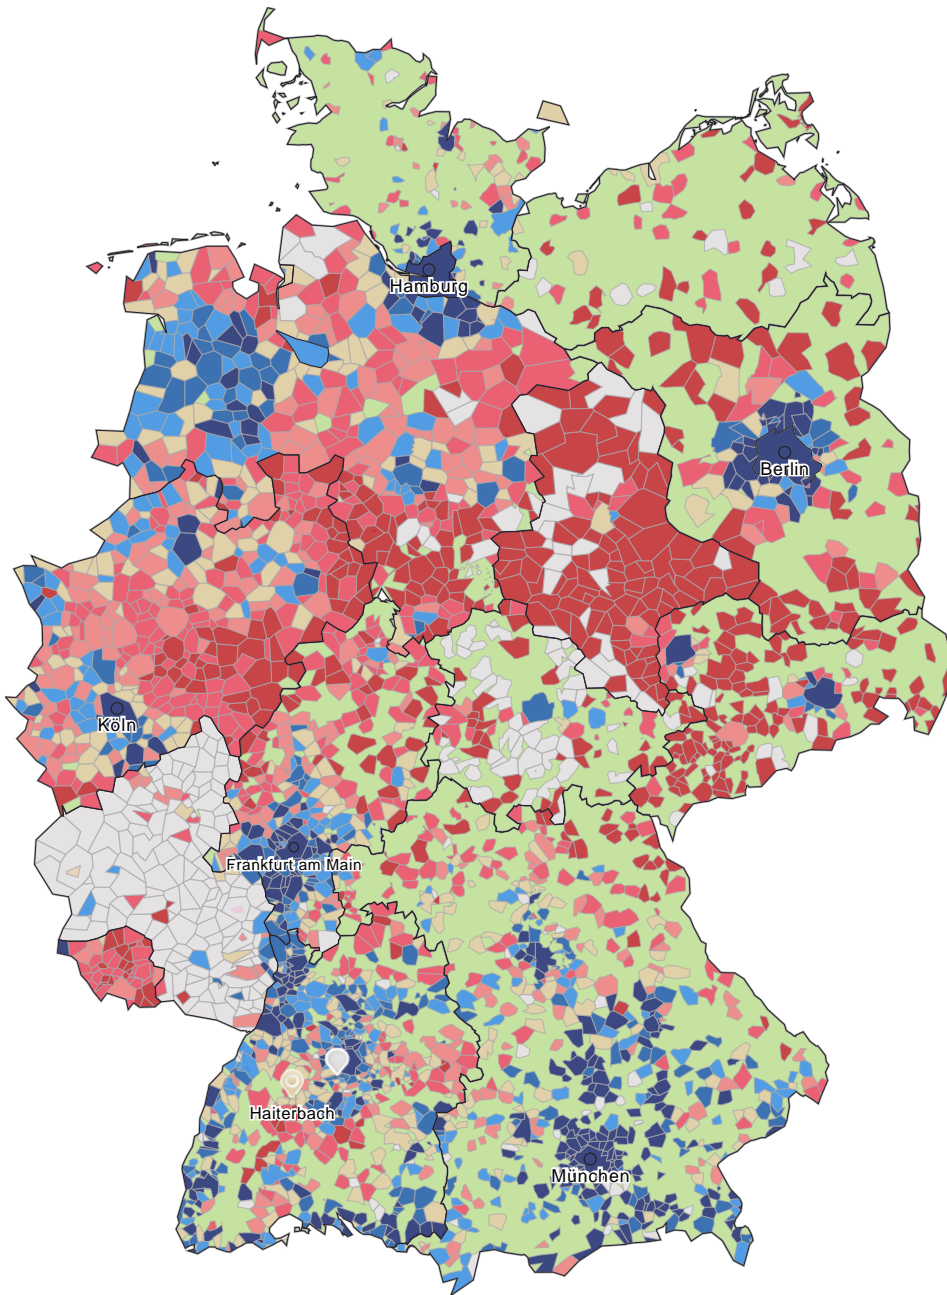 Hamburg
Berlin
Köln
Frankfurt am Main
Haiterbach
München